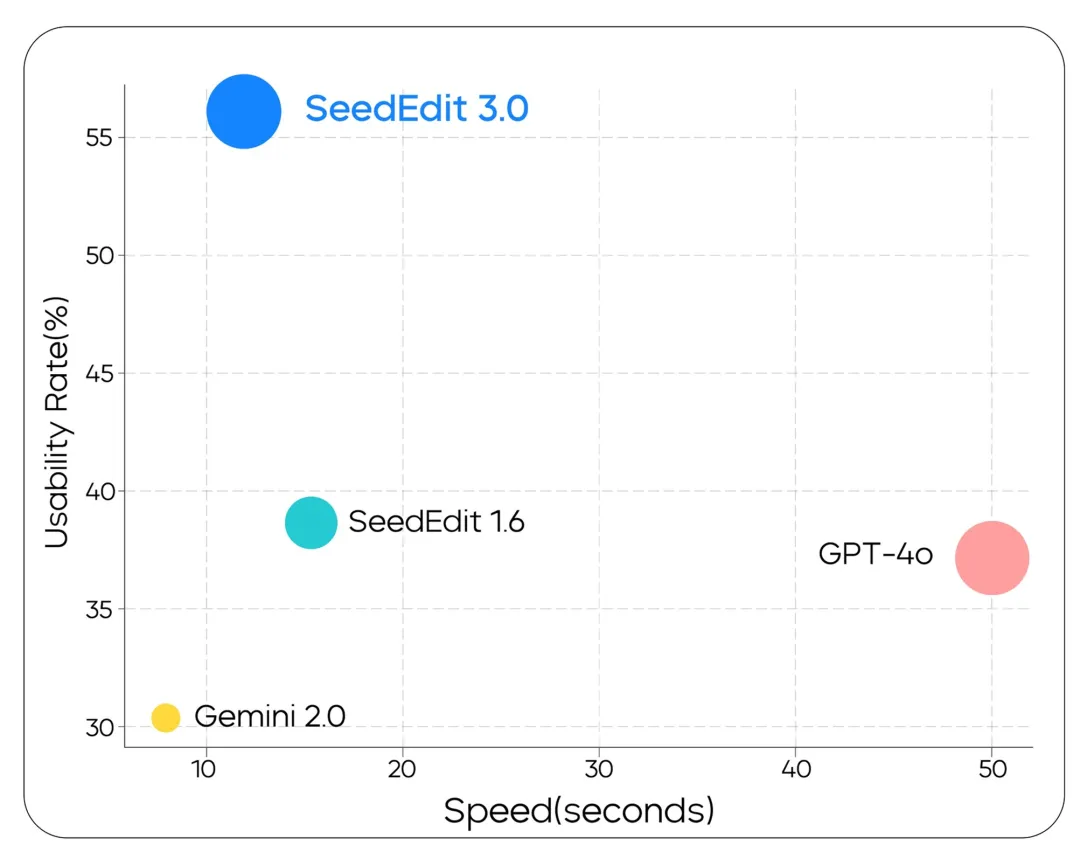 SeedEdit 3.0
55
50
Usability Rate(%)
45
40
SeedEdit 1.6
GPT-4o
35
Gemini 2.0
30
10 20 30 40 50
Speed(seconds)